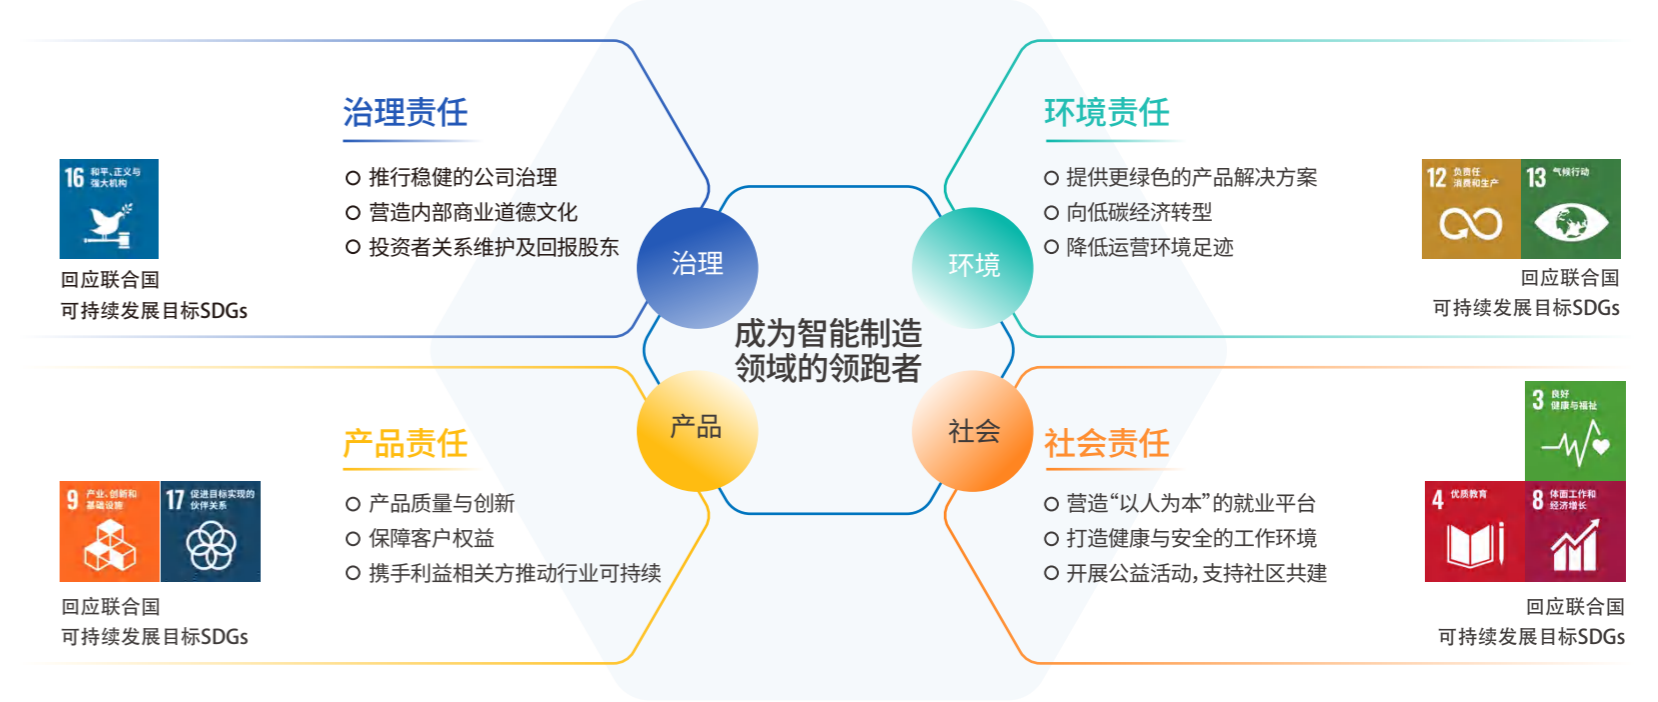 治理责任
推行稳健的公司治理
营造内部商业道德文化
投资者关系维护及回报股东
16 和平、正义与
强大机构
回应联合国
可持续发展目标SDGs
环境责任
提供更绿色的产品解决方案
向低碳经济转型
降低运营环境足迹
12 负责任
消费和生产
13 气候行动
回应联合国
可持续发展目标SDGs
治理
环境
成为智能制造
领域的领跑者
产品
社会
产品责任
产品质量与创新
保障客户权益
携手利益相关方推动行业可持续
9 产业、创新和
基础设施
17 促进目标实现的
伙伴关系
回应联合国
可持续发展目标SDGs
社会责任
营造“以人为本”的就业平台
打造健康与安全的工作环境
开展公益活动，支持社区共建
3 良好
健康与福祉
4 优质教育
8 体面工作和
经济增长
回应联合国
可持续发展目标SDGs